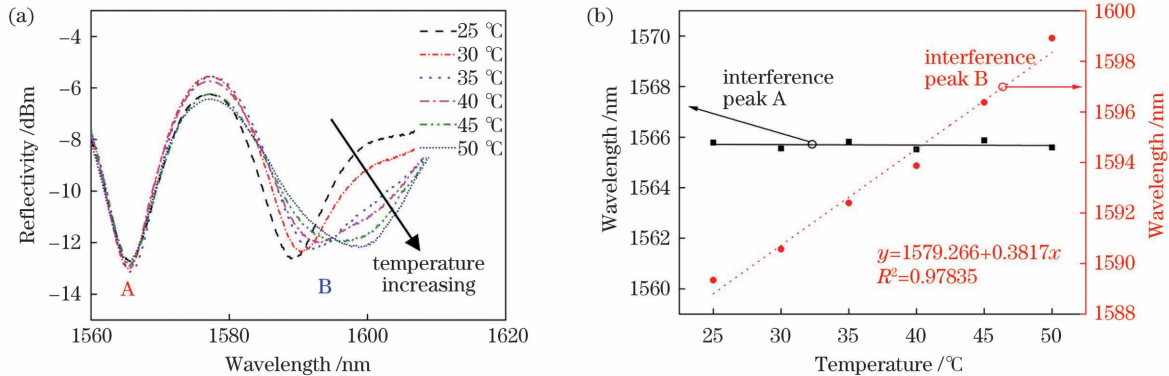 (a)
−4
−6
−8
−10
−12
−14
Reflectivity /dBm
25 ℃
30 ℃
35 ℃
40 ℃
45 ℃
50 ℃
temperature
increasing
A
B
1560
1580
1600
1620
Wavelength /nm
(b)
1570
1568
1566
1564
1562
1560
Wavelength/nm
interference
peak A
interference
peak B
y=1579.266+0.3817x
R²=0.97835
25
30
35
40
45
50
Temperature /℃
1600
1598
1596
1594
1592
1590
1588
Wavelength/nm